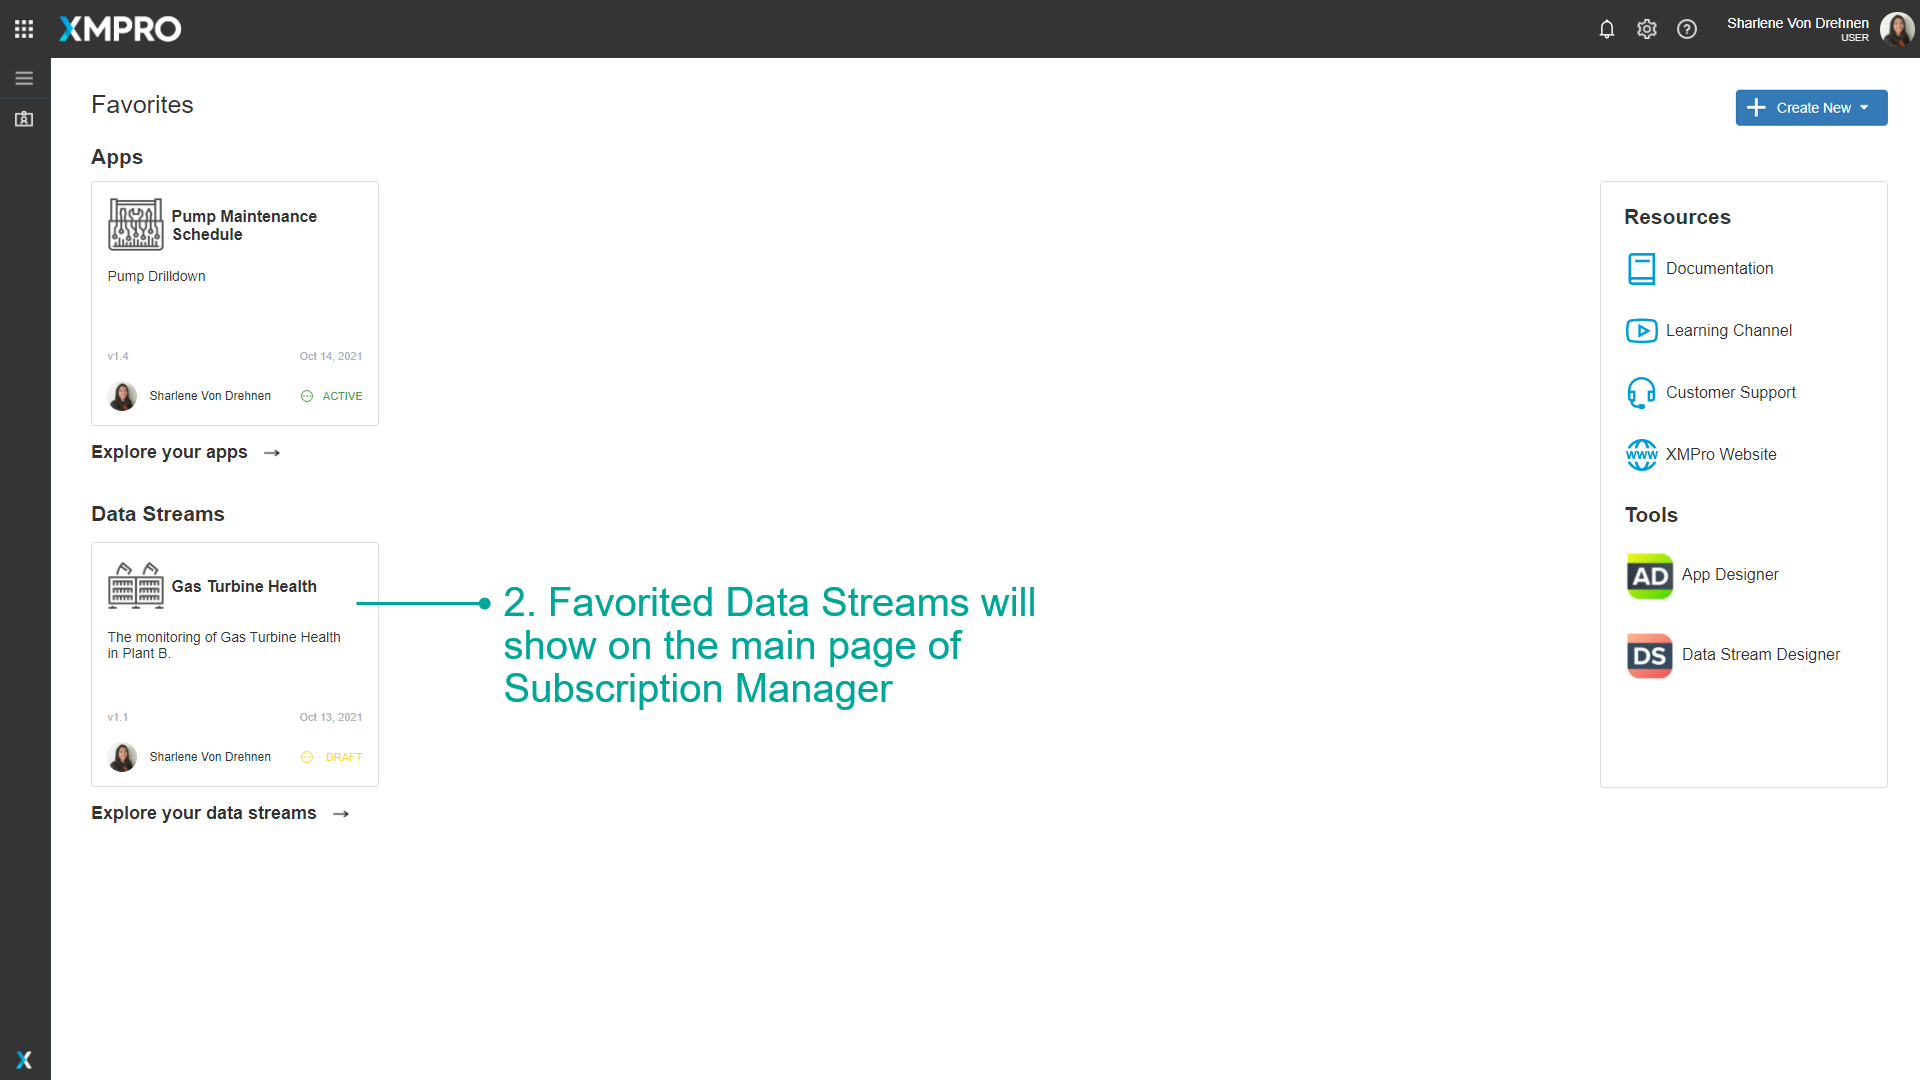 XMPRO
Sharlene Von Drehnen
USER
Favorites
Create New
Apps
Pump Maintenance
Schedule
Pump Drilldown
v1.4
Oct 14, 2021
Sharlene Von Drehnen
ACTIVE
Explore your apps
Data Streams
Gas Turbine Health
The monitoring of Gas Turbine Health
in Plant B.
v1.1
Oct 13, 2021
Sharlene Von Drehnen
DRAFT
Explore your data streams
2. Favorited Data Streams will
show on the main page of
Subscription Manager
Resources
Documentation
Learning Channel
Customer Support
www
XMPro Website
Tools
AD
App Designer
DS
Data Stream Designer
X